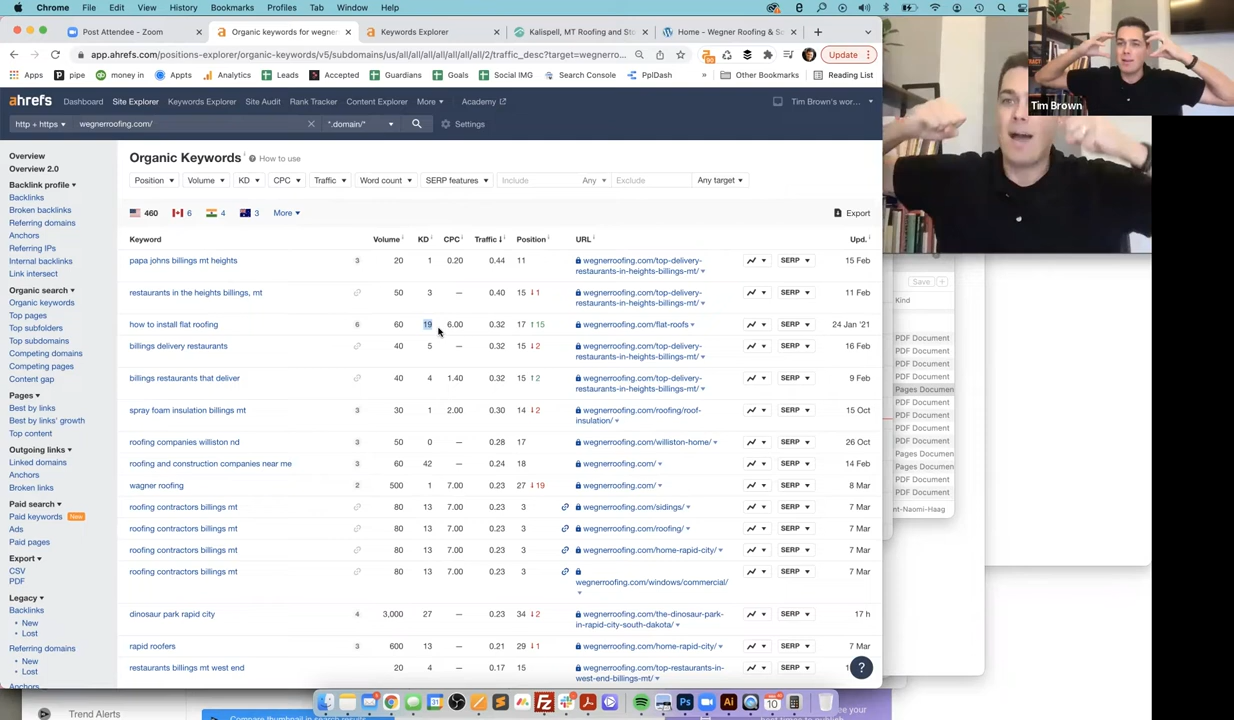 Chrome File Edit View History Bookmarks Profiles Tab Window Help
Post Attendee - Zoom
Organic keywords for wegner
Keywords Explorer
Kalispell, MT Roofing and Sto
Home - Wegner Roofing & So
app.ahrefs.com/positions-explorer/organic-keywords/v5/subdomains/us/all/all/all/all/all/all/all/2/traffic_desc?target=wegnerro...
Update
Apps pipe money in Appts Analytics Leads Accepted Guardians Goals Social IMG Search Console PplDash » Other Bookmarks Reading List
Tim Brown
ahrefs Dashboard Site Explorer Keywords Explorer Site Audit Rank Tracker Content Explorer More Academy Tim Brown's wor...
http + https wegnerroofing.com/ *.domain/* Settings
Overview
Overview 2.0
Backlink profile
Backlinks
Broken backlinks
Referring domains
Anchors
Referring IPs
Internal backlinks
Link intersect
Organic search
Organic keywords
Top pages
Top subfolders
Top subdomains
Competing domains
Competing pages
Content gap
Pages
Best by links
Best by links' growth
Top content
Outgoing links
Linked domains
Anchors
Broken links
Paid search
Paid keywords New
Ads
Paid pages
Export
CSV
PDF
Legacy
Backlinks
New
Lost
Referring domains
New
Lost
Anchors
Organic Keywords ? How to use
Position Volume KD CPC Traffic Word count SERP features Include Any Exclude Any target
460 6 4 3 More Export
Keyword Volume KD CPC Traffic Position URL Upd.
papa johns billings mt heights 3 20 1 0.20 0.44 11 wegnerroofing.com/top-delivery-restaurants-in-heights-billings-mt/ SERP 15 Feb
restaurants in the heights billings, mt 50 3 — 0.40 15 ↓1 wegnerroofing.com/top-delivery-restaurants-in-heights-billings-mt/ SERP 11 Feb
how to install flat roofing 6 60 19 6.00 0.32 17 ↑15 wegnerroofing.com/flat-roofs SERP 24 Jan '21
billings delivery restaurants 40 5 — 0.32 15 ↓2 wegnerroofing.com/top-delivery-restaurants-in-heights-billings-mt/ SERP 16 Feb
billings restaurants that deliver 40 4 1.40 0.32 15 ↑2 wegnerroofing.com/top-delivery-restaurants-in-heights-billings-mt/ SERP 9 Feb
spray foam insulation billings mt 3 30 1 2.00 0.30 14 ↓2 wegnerroofing.com/roofing/roof-insulation/ SERP 15 Oct
roofing companies williston nd 3 50 0 — 0.28 17 wegnerroofing.com/williston-home/ SERP 26 Oct
roofing and construction companies near me 3 60 42 — 0.24 18 wegnerroofing.com/ SERP 14 Feb
wagner roofing 2 500 1 7.00 0.23 27 ↓19 wegnerroofing.com/ SERP 8 Mar
roofing contractors billings mt 80 13 7.00 0.23 3 wegnerroofing.com/sidings/ SERP 7 Mar
roofing contractors billings mt 80 13 7.00 0.23 3 wegnerroofing.com/roofing/ SERP 7 Mar
roofing contractors billings mt 80 13 7.00 0.23 3 wegnerroofing.com/home-rapid-city/ SERP 7 Mar
roofing contractors billings mt 80 13 7.00 0.23 3 wegnerroofing.com/windows/commercial/ SERP 7 Mar
dinosaur park rapid city 4 3,000 27 — 0.23 34 ↓2 wegnerroofing.com/the-dinosaur-park-in-rapid-city-south-dakota/ SERP 17 h
rapid roofers 3 600 13 — 0.21 29 ↓1 wegnerroofing.com/home-rapid-city/ SERP 7 Mar
restaurants billings mt west end 20 4 — 0.17 15 wegnerroofing.com/top-restaurants-in-west-end-billings-mt/ SERP
?
Save +
Kind
PDF Document
PDF Document
PDF Document
PDF Document
Pages Documen
PDF Document
PDF Document
PDF Document
PDF Document
Pages Documen
PDF Document
PDF Document
PDF Document
nt-Naomi-Haag
Trend Alerts
Compare thumbnail in search results